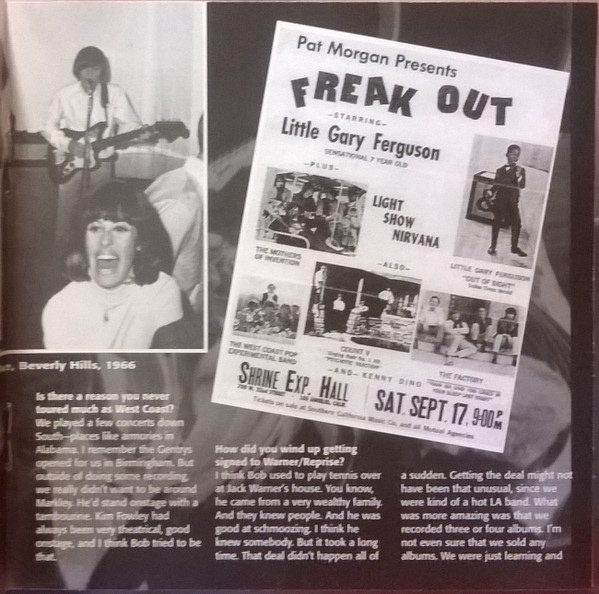 Pat Morgan Presents
FREAK OUT
-STARRING-
Little Gary Ferguson
SENSATIONAL 7 YEAR OLD
-PLUS-
LIGHT
SHOW
NIRVANA
THE MOTHERS
OF INVENTION
LITTLE GARY FERGUSON
"OUT OF SIGHT"
-ALSO-
THE WEST COAST POP
EXPERIMENTAL BAND
COUNT V
"PSYCHOTIC REACTION"
THE FACTORY
-AND- KENNY DINO
SHRINE EXP. HALL
LOS ANGELES, CALIF.
SAT. SEPT 17, 9:00 PM
Tickets on sale at Southern California Music Co. and all Mutual Agencies
Beverly Hills, 1966
Is there a reason you never
toured much as West Coast?
We played a few concerts down
South–places like armories in
Alabama. I remember the Gentrys
opened for us in Birmingham. But
outside of doing some recording,
we really didn't want to be around
Markley. He'd stand onstage with a
tambourine. Kim Fowley had
always been very theatrical, good
onstage, and I think Bob tried to be
that.
How did you wind up getting
signed to Warner/Reprise?
I think Bob used to play tennis over
at Jack Warner's house. You know,
he came from a very wealthy family.
And they knew people. And he was
good at schmoozing. I think he
knew somebody. But it took a long
time. That deal didn't happen all of
a sudden. Getting the deal might not
have been that unusual, since we
were kind of a hot LA band. What
was more amazing was that we
recorded three or four albums. I'm
not even sure that we sold any
albums. We were just learning and